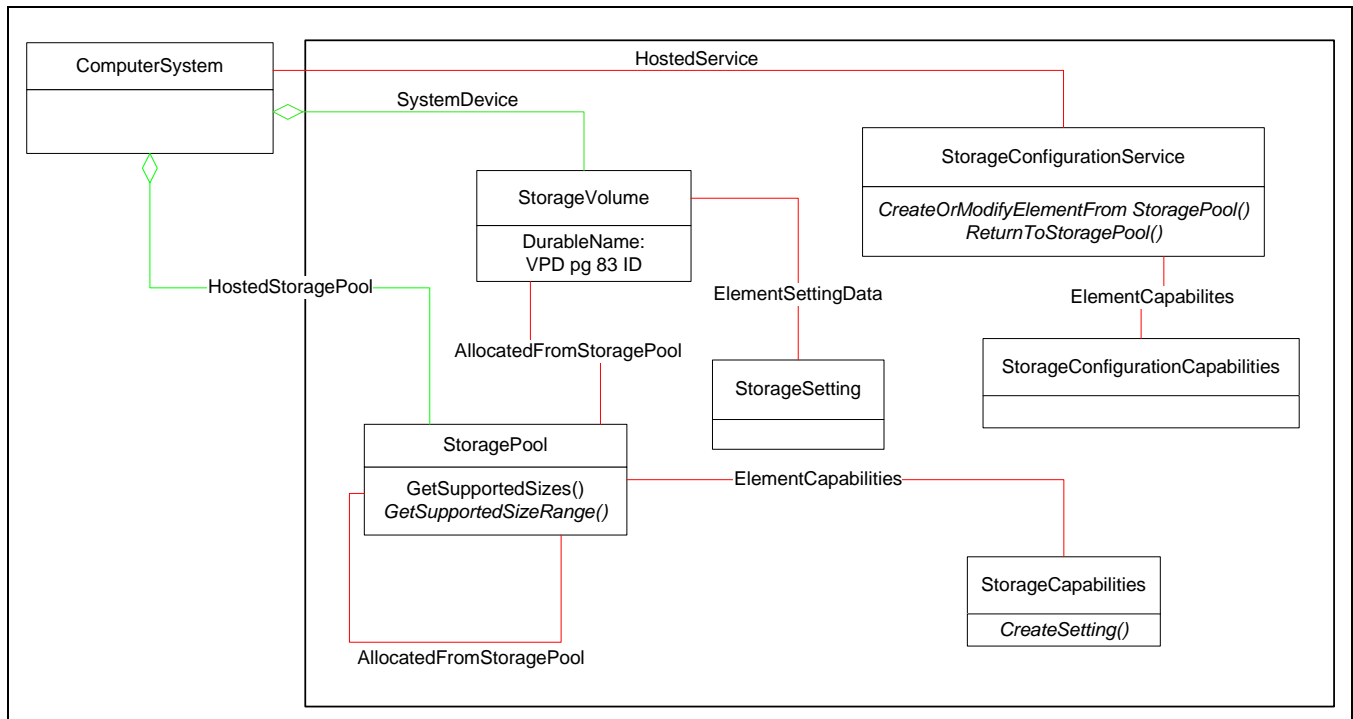 HostedService
ComputerSystem
SystemDevice
StorageConfigurationService
CreateOrModifyElementFrom StoragePool()
ReturnToStoragePool()
StorageVolume
DurableName:
VPD pg 83 ID
HostedStoragePool
ElementSettingData
ElementCapabilites
AllocatedFromStoragePool
StorageSetting
StorageConfigurationCapabilities
StoragePool
GetSupportedSizes()
GetSupportedSizeRange()
ElementCapabilities
StorageCapabilities
CreateSetting()
AllocatedFromStoragePool